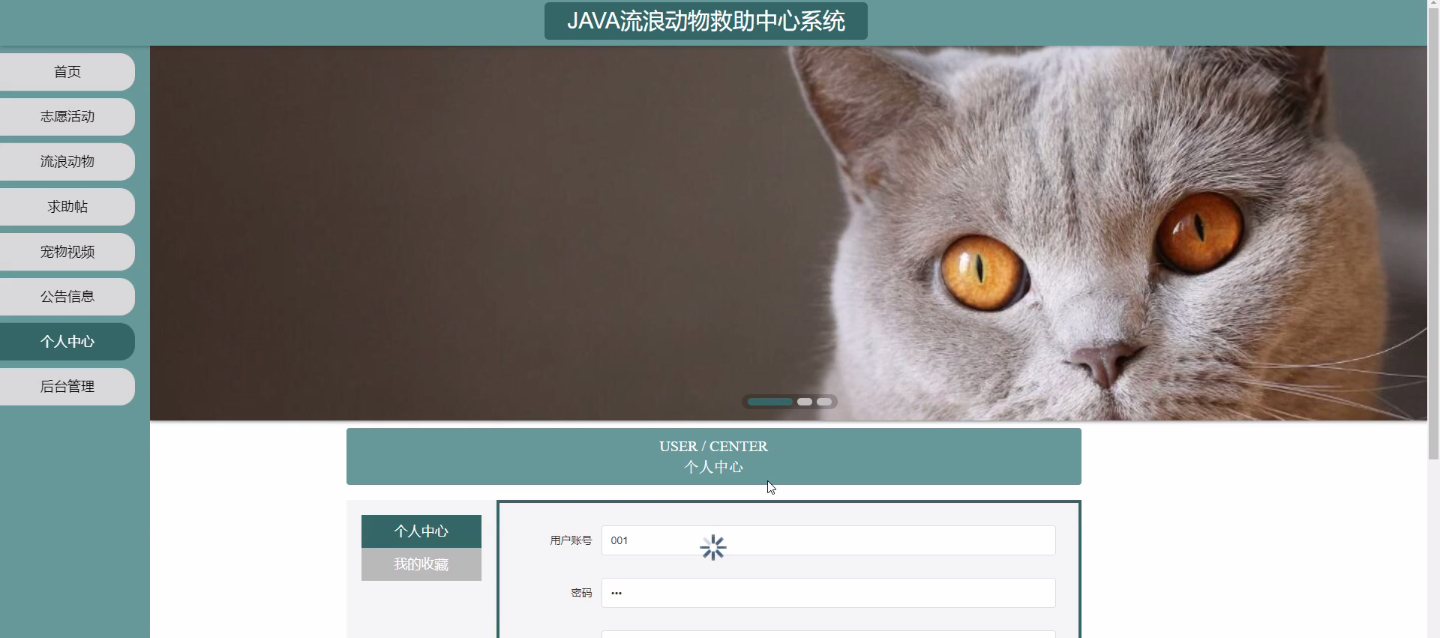 JAVA流浪动物救助中心系统
首页
志愿活动
流浪动物
求助帖
宠物视频
公告信息
个人中心
后台管理
USER / CENTER
个人中心
个人中心
我的收藏
用户账号 001
密码 •••